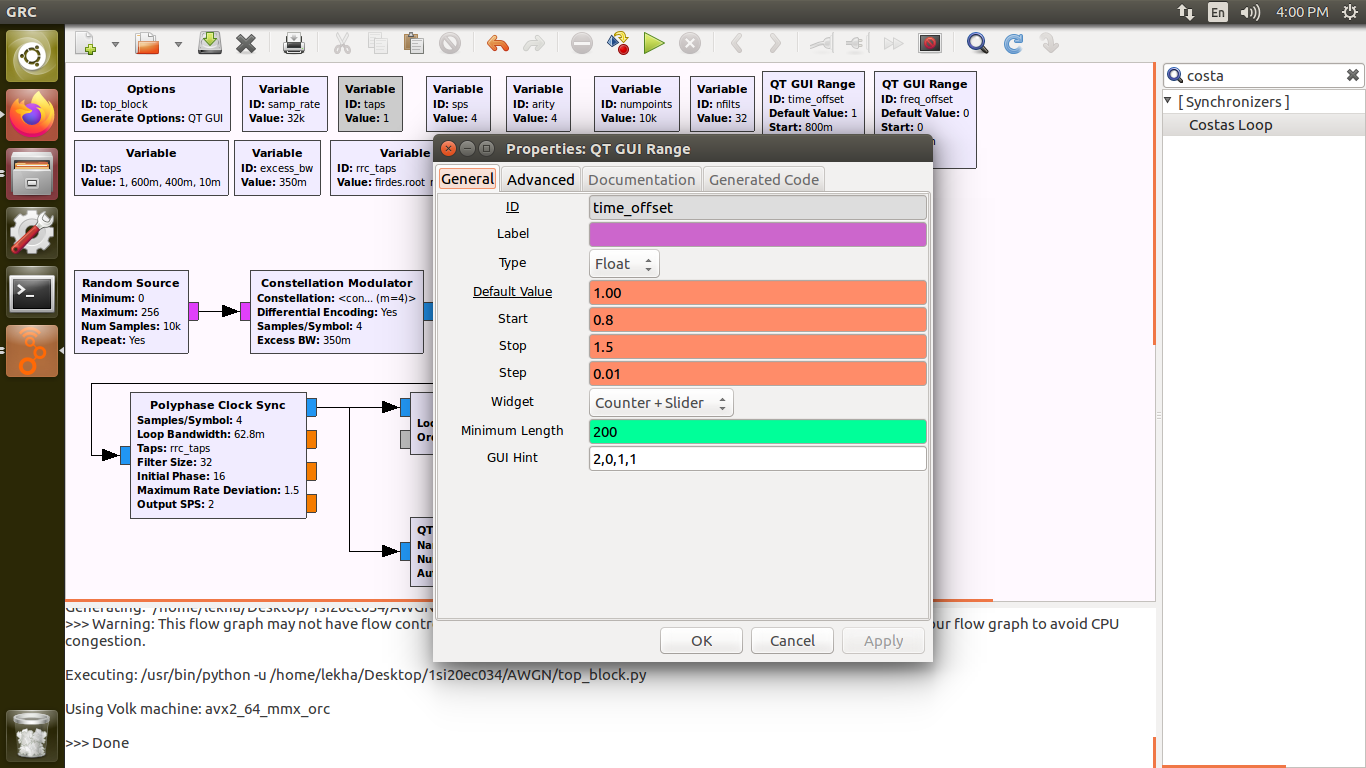 GRC
En
4:00 PM
costa
[ Synchronizers ]
Costas Loop
Options
ID: top_block
Generate Options: QT GUI
Variable
ID: samp_rate
Value: 32k
Variable
ID: taps
Value: 1
Variable
ID: sps
Value: 4
Variable
ID: arity
Value: 4
Variable
ID: numpoints
Value: 10k
Variable
ID: nfilts
Value: 32
QT GUI Range
ID: time_offset
Default Value: 1
Start: 800m
QT GUI Range
ID: freq_offset
Default Value: 0
Start: 0
Variable
ID: taps
Value: 1, 600m, 400m, 10m
Variable
ID: excess_bw
Value: 350m
Variable
ID: rrc_taps
Value: firdes.root_r
Properties: QT GUI Range
General
Advanced
Documentation
Generated Code
ID
time_offset
Label
Type
Float
Default Value
1.00
Start
0.8
Stop
1.5
Step
0.01
Widget
Counter + Slider
Minimum Length
200
GUI Hint
2,0,1,1
OK
Cancel
Apply
Random Source
Minimum: 0
Maximum: 256
Num Samples: 10k
Repeat: Yes
Constellation Modulator
Constellation: <con... (m=4)>
Differential Encoding: Yes
Samples/Symbol: 4
Excess BW: 350m
Polyphase Clock Sync
Samples/Symbol: 4
Loop Bandwidth: 62.8m
Taps: rrc_taps
Filter Size: 32
Initial Phase: 16
Maximum Rate Deviation: 1.5
Output SPS: 2
Loo
Ord
QT
Na
Nu
Au
Generating: '/home/lekha/Desktop/1si20ec034/AWGN
>>> Warning: This flow graph may not have flow contr our flow graph to avoid CPU
congestion.
Executing: /usr/bin/python -u /home/lekha/Desktop/1si20ec034/AWGN/top_block.py
Using Volk machine: avx2_64_mmx_orc
>>> Done